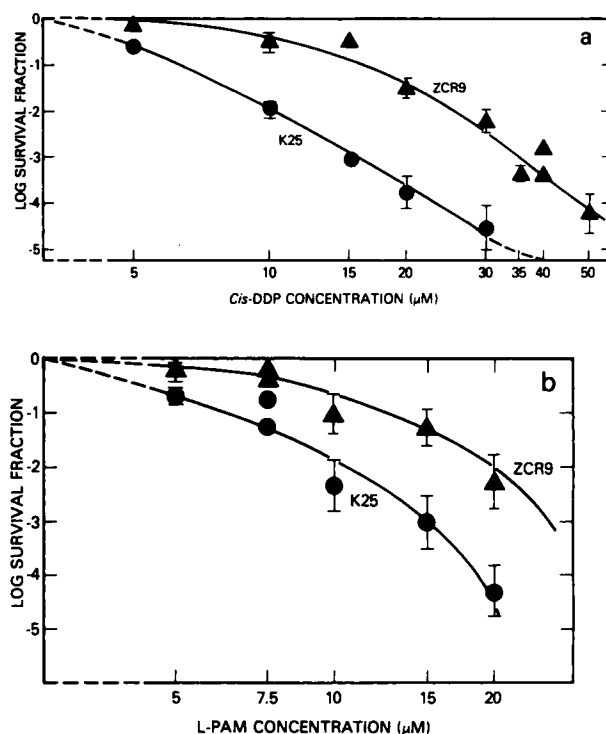 a
0
-1
-2
-3
-4
-5
LOG SURVIVAL FRACTION
ZCR9
K25
5 10 15 20 30 35 40 50
Cis-DDP CONCENTRATION (μM)
b
0
-1
-2
-3
-4
-5
LOG SURVIVAL FRACTION
ZCR9
K25
5 7.5 10 15 20
L-PAM CONCENTRATION (μM)